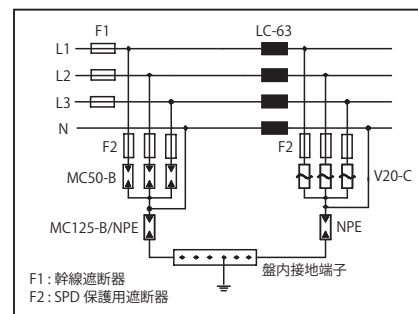 F1
LC-63
L1
L2
L3
N
F2
F2
MC50-B
V20-C
MC125-B/NPE
NPE
盤内接地端子
F1 : 幹線遮断器
F2 : SPD 保護用遮断器